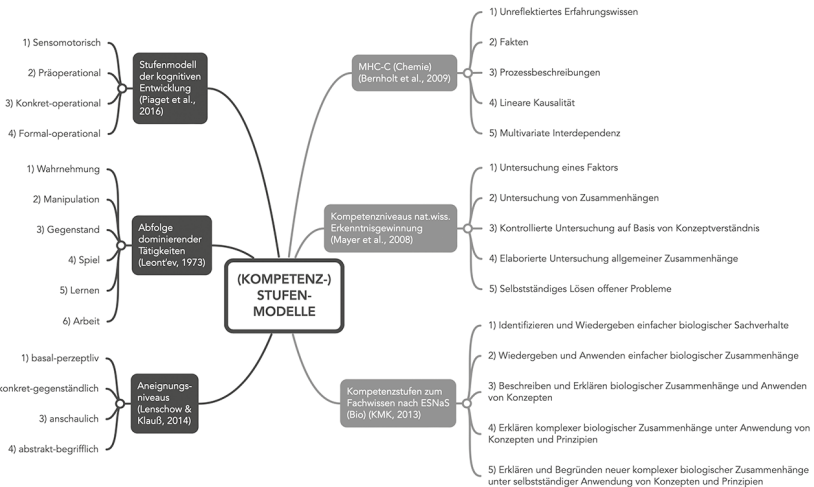 1) Sensomotorisch
2) Präoperational
3) Konkret-operational
4) Formal-operational
Stufenmodell
der kognitiven
Entwicklung
(Piaget et al.,
2016)
1) Wahrnehmung
2) Manipulation
3) Gegenstand
4) Spiel
5) Lernen
6) Arbeit
Abfolge
dominierender
Tätigkeiten
(Leont'ev, 1973)
1) basal-perzeptliv
konkret-gegenständlich
3) anschaulich
4) abstrakt-begrifflich
Aneignungs-
niveaus
(Lenschow &
Klauß, 2014)
(KOMPETENZ-)
STUFEN-
MODELLE
MHC-C (Chemie)
(Bernholt et al., 2009)
1) Unreflektiertes Erfahrungswissen
2) Fakten
3) Prozessbeschreibungen
4) Lineare Kausalität
5) Multivariate Interdependenz
Kompetenzniveaus nat.wiss.
Erkenntnisgewinnung
(Mayer et al., 2008)
1) Untersuchung eines Faktors
2) Untersuchung von Zusammenhängen
3) Kontrollierte Untersuchung auf Basis von Konzeptverständnis
4) Elaborierte Untersuchung allgemeiner Zusammenhänge
5) Selbstständiges Lösen offener Probleme
Kompetenzstufen zum
Fachwissen nach ESNaS
(Bio) (KMK, 2013)
1) Identifizieren und Wiedergeben einfacher biologischer Sachverhalte
2) Wiedergeben und Anwenden einfacher biologischer Zusammenhänge
3) Beschreiben und Erklären biologischer Zusammenhänge und Anwenden
von Konzepten
4) Erklären komplexer biologischer Zusammenhänge unter Anwendung von
Konzepten und Prinzipien
5) Erklären und Begründen neuer komplexer biologischer Zusammenhänge
unter selbstständiger Anwendung von Konzepten und Prinzipien